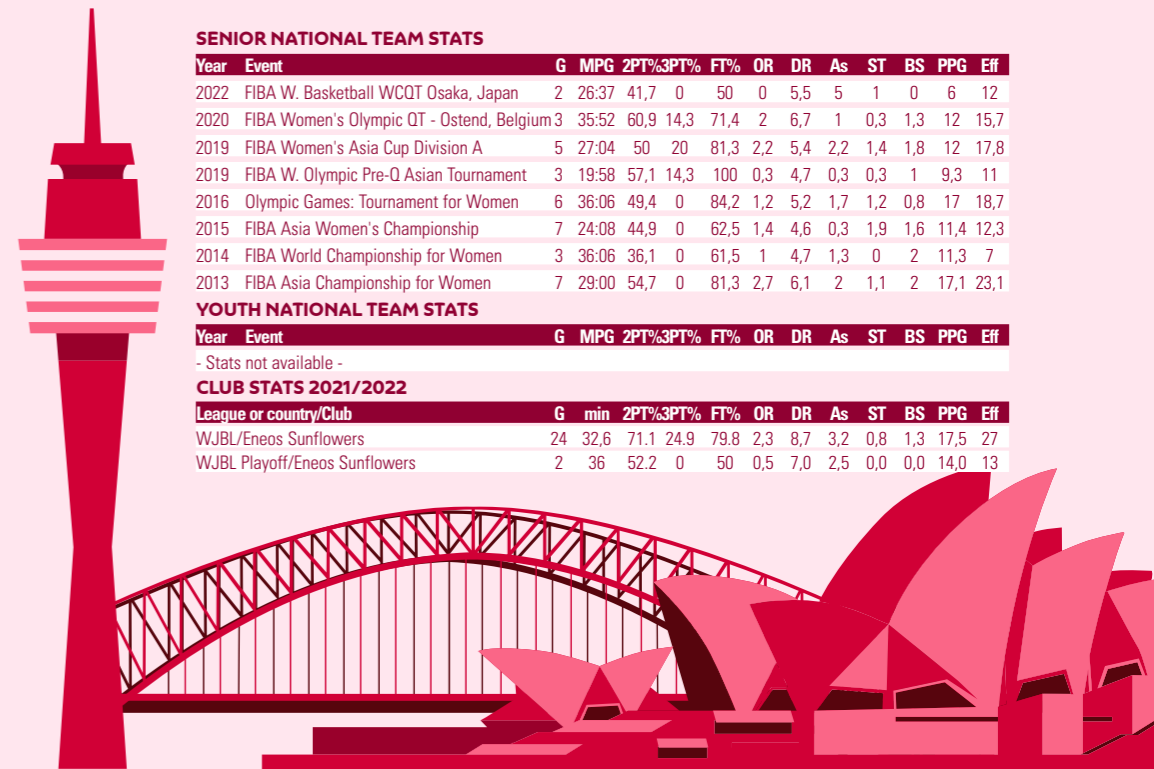 SENIOR NATIONAL TEAM STATS
Year Event G MPG 2PT%3PT% FT% OR DR As ST BS PPG Eff
2022 FIBA W. Basketball WCQT Osaka, Japan 2 26:37 41,7 0 50 0 5,5 5 1 0 6 12
2020 FIBA Women's Olympic QT - Ostend, Belgium 3 35:52 60,9 14,3 71,4 2 6,7 1 0,3 1,3 12 15,7
2019 FIBA Women's Asia Cup Division A 5 27:04 50 20 81,3 2,2 5,4 2,2 1,4 1,8 12 17,8
2019 FIBA W. Olympic Pre-Q Asian Tournament 3 19:58 57,1 14,3 100 0,3 4,7 0,3 0,3 1 9,3 11
2016 Olympic Games: Tournament for Women 6 36:06 49,4 0 84,2 1,2 5,2 1,7 1,2 0,8 17 18,7
2015 FIBA Asia Women's Championship 7 24:08 44,9 0 62,5 1,4 4,6 0,3 1,9 1,6 11,4 12,3
2014 FIBA World Championship for Women 3 36:06 36,1 0 61,5 1 4,7 1,3 0 2 11,3 7
2013 FIBA Asia Championship for Women 7 29:00 54,7 0 81,3 2,7 6,1 2 1,1 2 17,1 23,1
YOUTH NATIONAL TEAM STATS
Year Event G MPG 2PT%3PT% FT% OR DR As ST BS PPG Eff
- Stats not available -
CLUB STATS 2021/2022
League or country/Club G min 2PT%3PT% FT% OR DR As ST BS PPG Eff
WJBL/Eneos Sunflowers 24 32,6 71.1 24.9 79.8 2,3 8,7 3,2 0,8 1,3 17,5 27
WJBL Playoff/Eneos Sunflowers 2 36 52.2 0 50 0,5 7,0 2,5 0,0 0,0 14,0 13